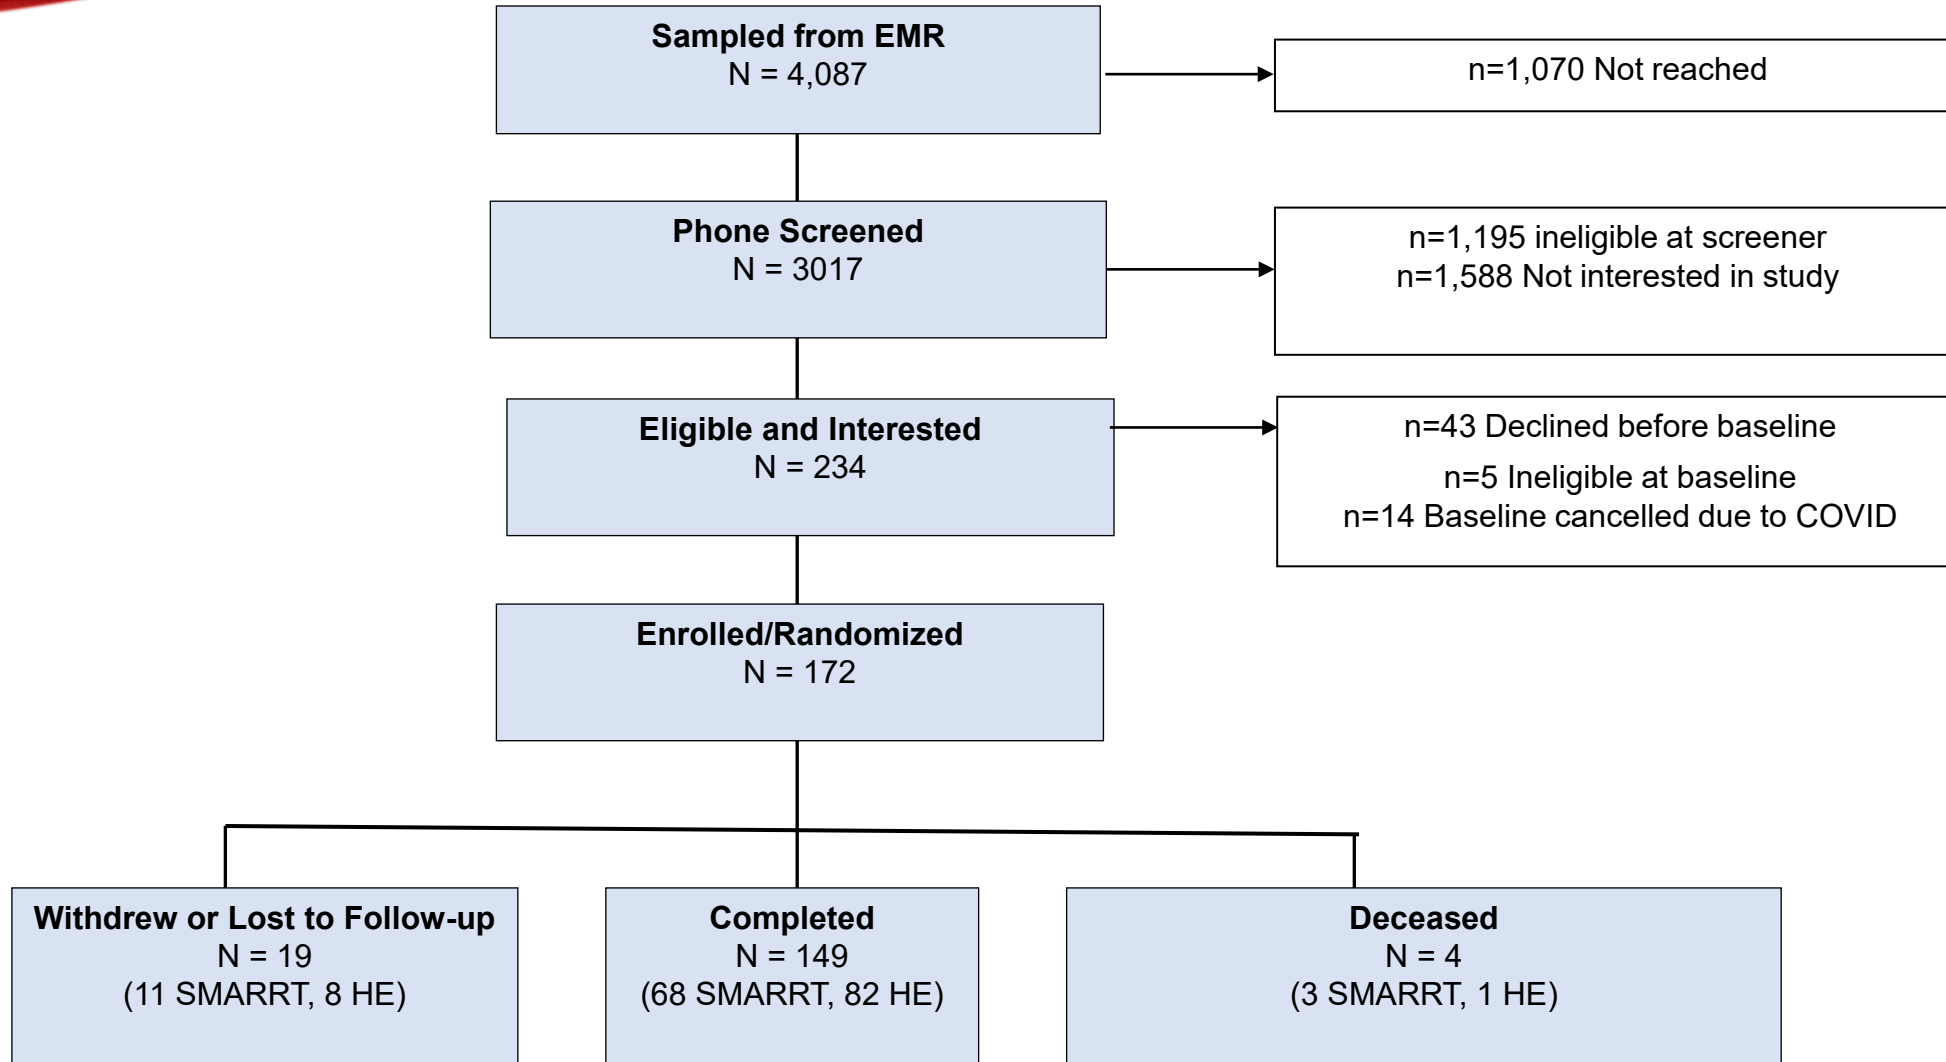 Sampled from EMR
N = 4,087
n=1,070 Not reached
Phone Screened
N = 3017
n=1,195 ineligible at screener
n=1,588 Not interested in study
Eligible and Interested
N = 234
n=43 Declined before baseline
n=5 Ineligible at baseline
n=14 Baseline cancelled due to COVID
Enrolled/Randomized
N = 172
Withdrew or Lost to Follow-up
N = 19
(11 SMARRT, 8 HE)
Completed
N = 149
(68 SMARRT, 82 HE)
Deceased
N = 4
(3 SMARRT, 1 HE)